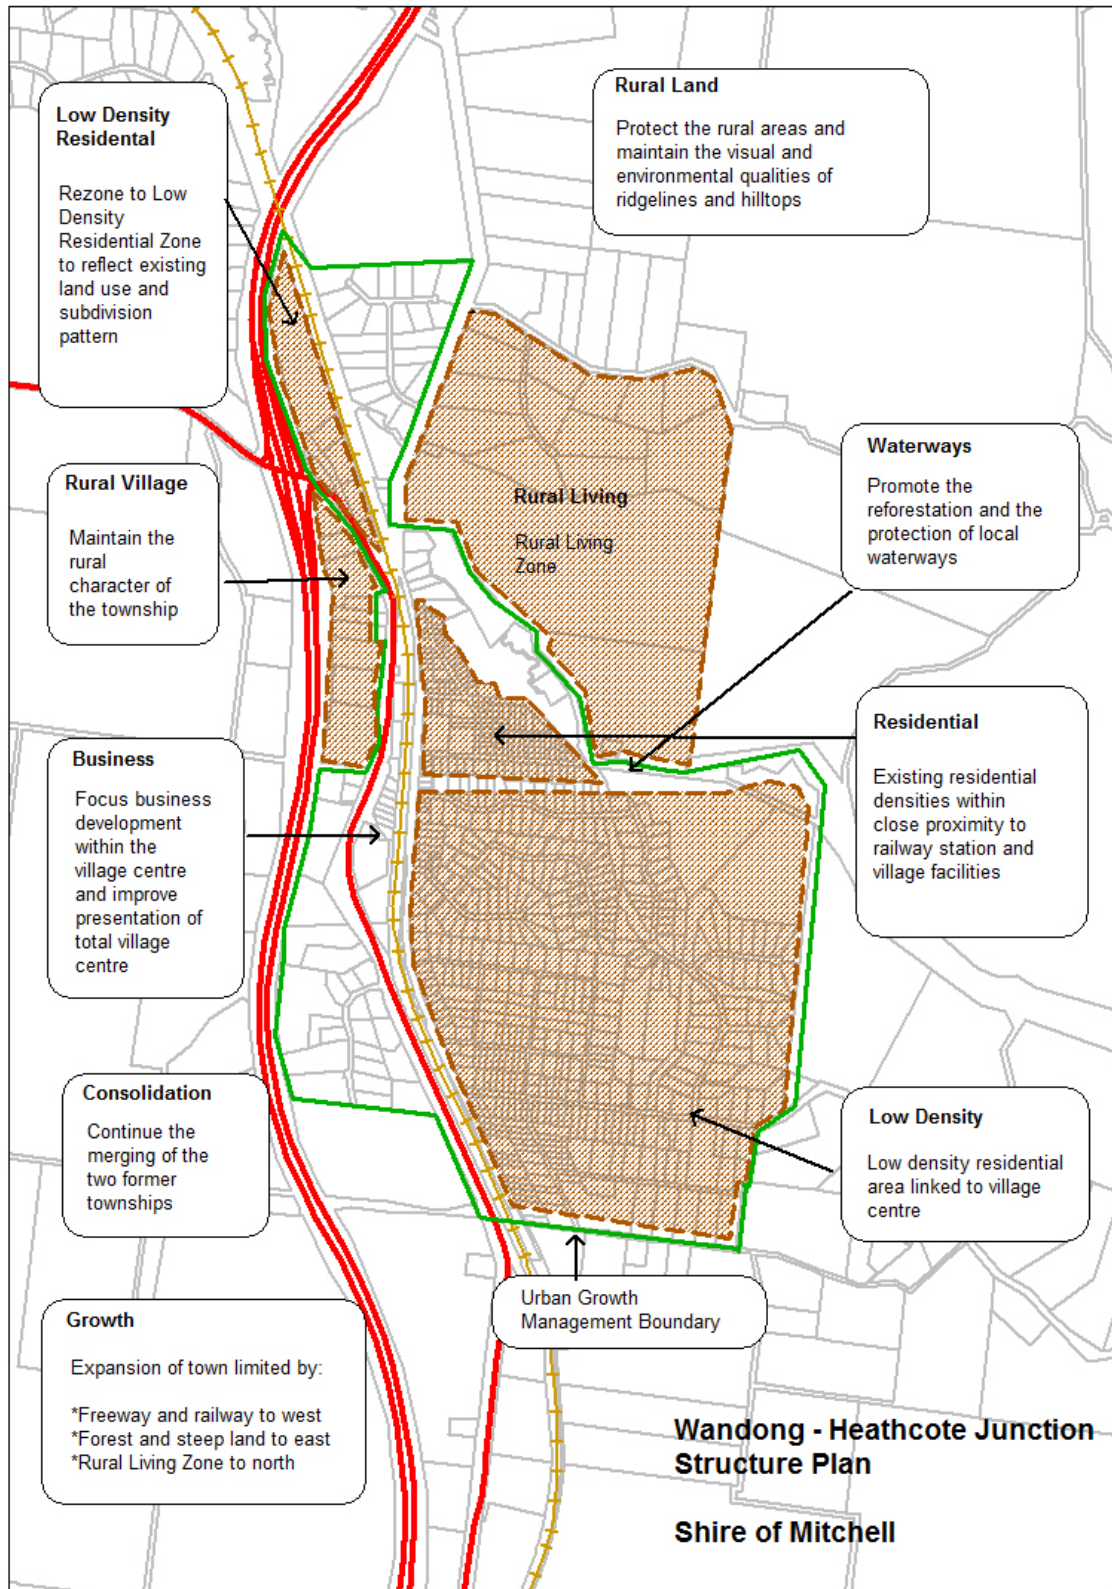 Low Density
Residental
Rezone to Low
Density
Residential Zone
to reflect existing
land use and
subdivision
pattern
Rural Land
Protect the rural areas and
maintain the visual and
environmental qualities of
ridgelines and hilltops
Rural Village
Maintain the
rural
character of
the township
Rural Living
Rural Living
Zone
Waterways
Promote the
reforestation and the
protection of local
waterways
Business
Focus business
development
within the
village centre
and improve
presentation of
total village
centre
Residential
Existing residential
densities within
close proximity to
railway station and
village facilities
Consolidation
Continue the
merging of the
two former
townships
Low Density
Low density residential
area linked to village
centre
Urban Growth
Management Boundary
Growth
Expansion of town limited by:
*Freeway and railway to west
*Forest and steep land to east
*Rural Living Zone to north
Wandong - Heathcote Junction
Structure Plan
Shire of Mitchell